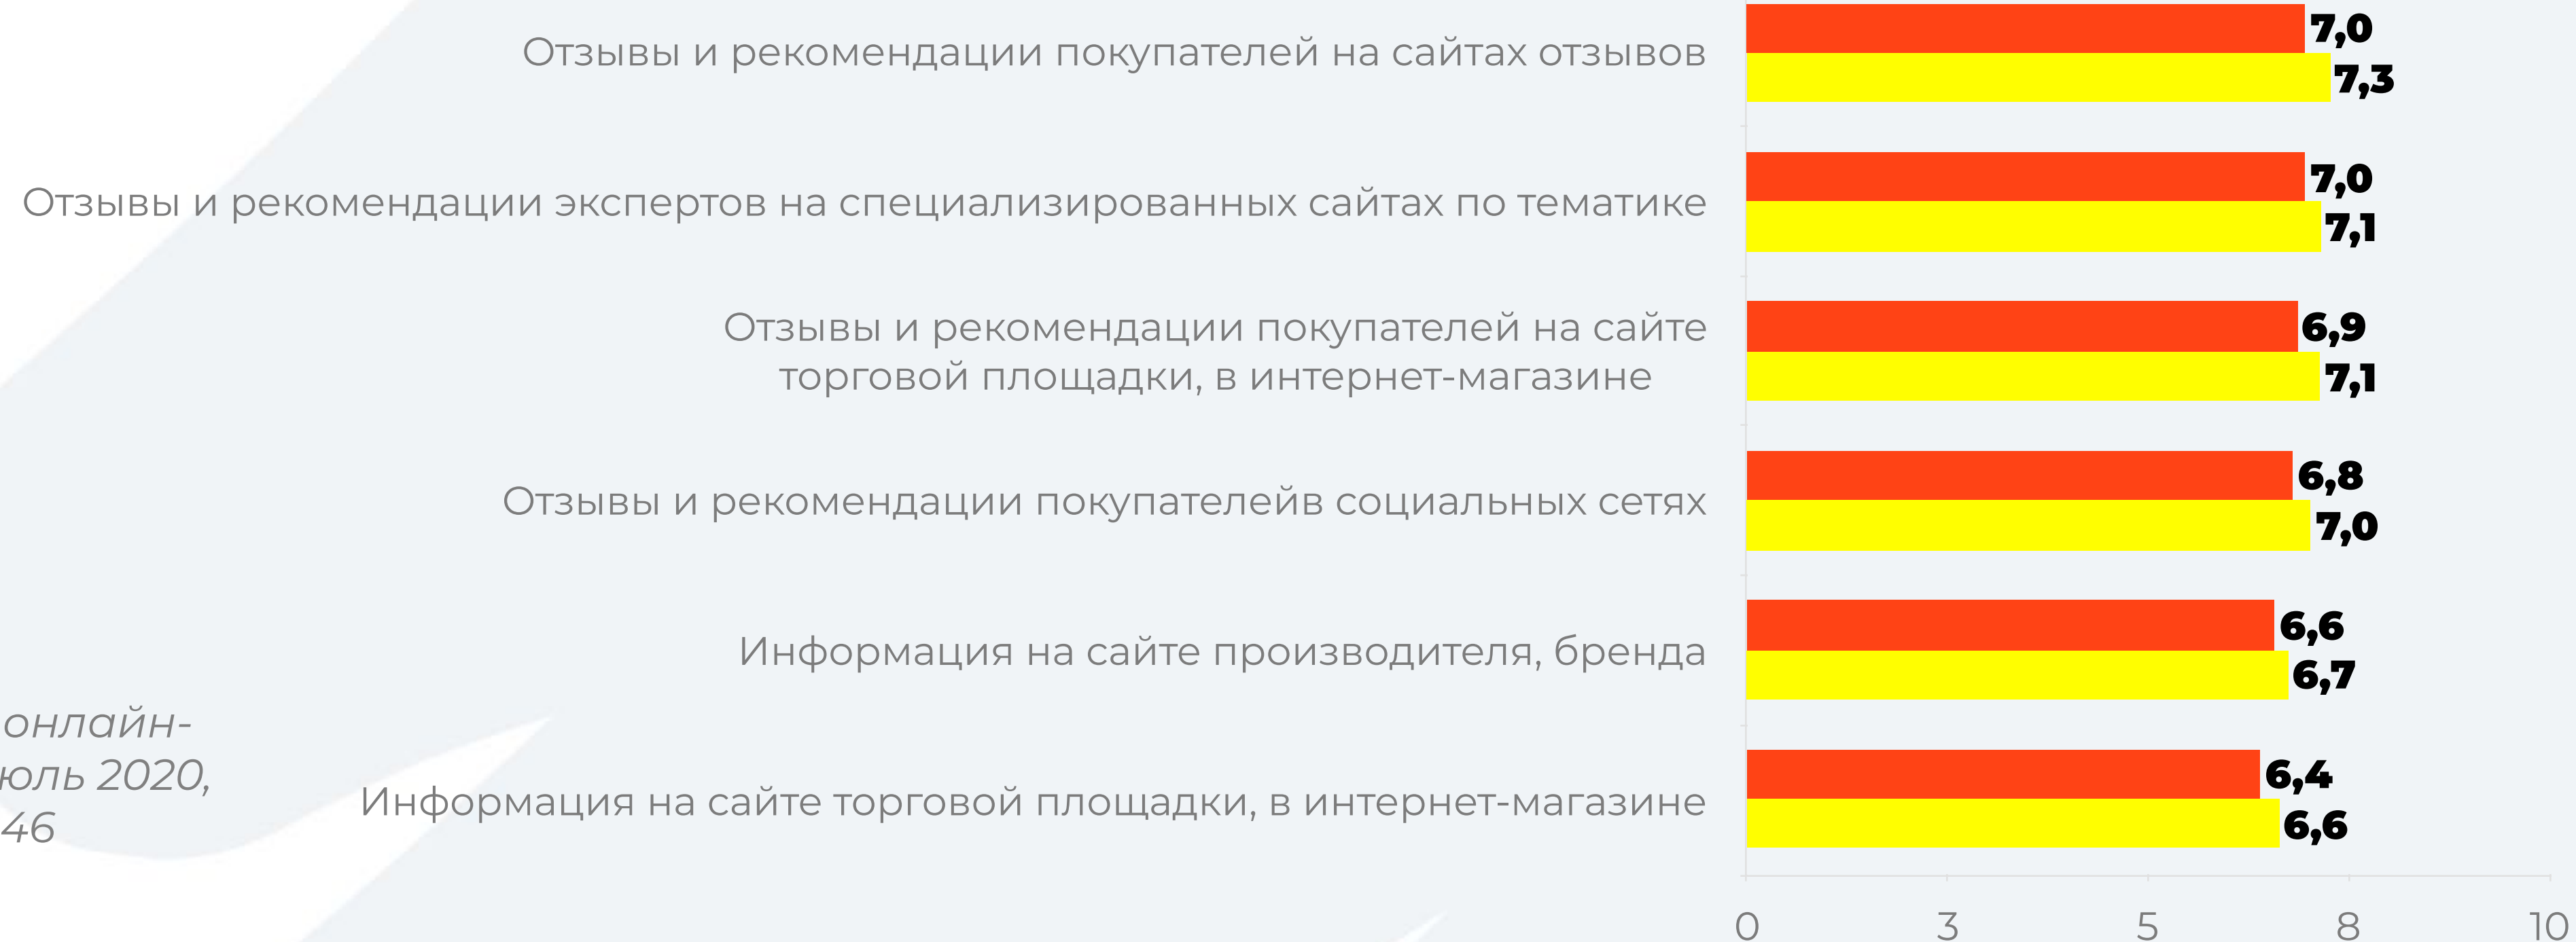 Отзывы и рекомендации покупателей на сайтах отзывов
7,0
7,3
Отзывы и рекомендации экспертов на специализированных сайтах по тематике
7,0
7,1
Отзывы и рекомендации покупателей на сайте
торговой площадки, в интернет-магазине
6,9
7,1
Отзывы и рекомендации покупателейв социальных сетях
6,8
7,0
Информация на сайте производителя, бренда
6,6
6,7
Информация на сайте торговой площадки, в интернет-магазине
6,4
6,6
0 3 5 8 10
онлайн-
юль 2020,
46